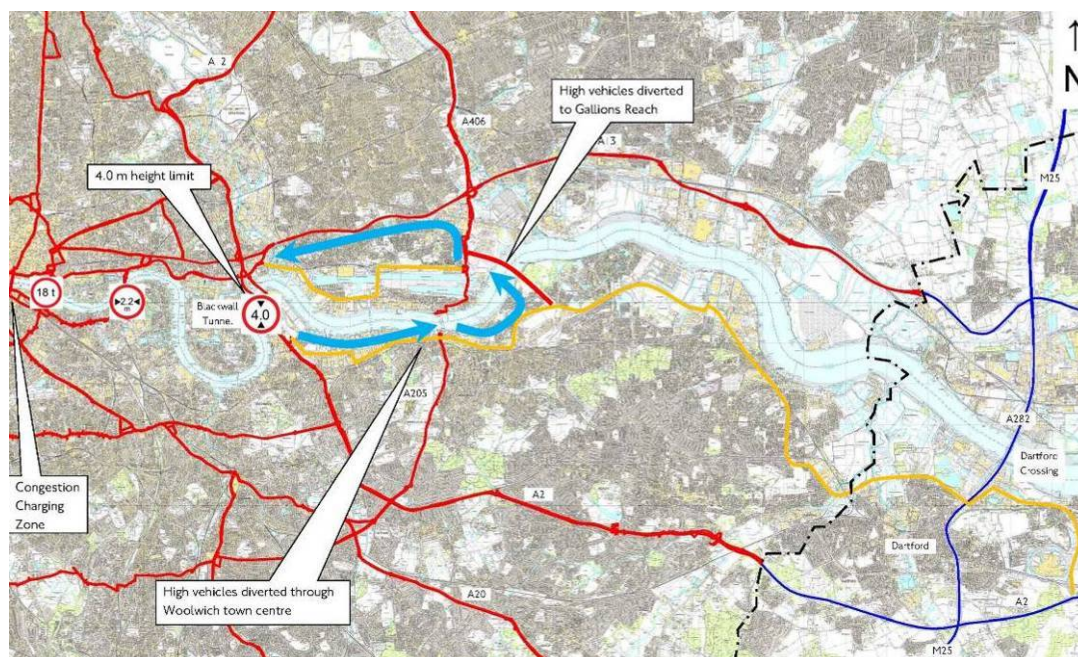 ↑
N
A 2
High vehicles diverted
to Gallions Reach
A406
A 3
M25
4.0 m height limit
18 t
2.2
m
Blackwall
Tunne.
4.0
A205
A282
Dartford
Crossing
Congestion
Charging
Zone
A2
Dartford
High vehicles diverted through
Woolwich town centre
A20
A2
M25